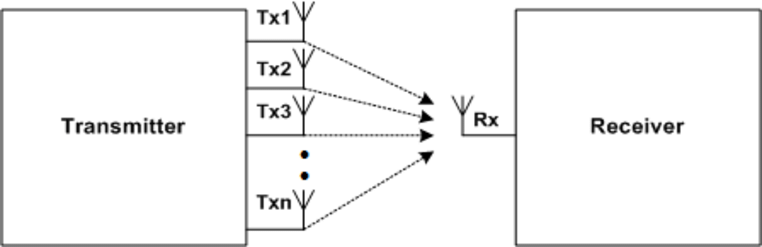 Tx1
Tx2
Tx3
Txn
Transmitter
Rx
Receiver